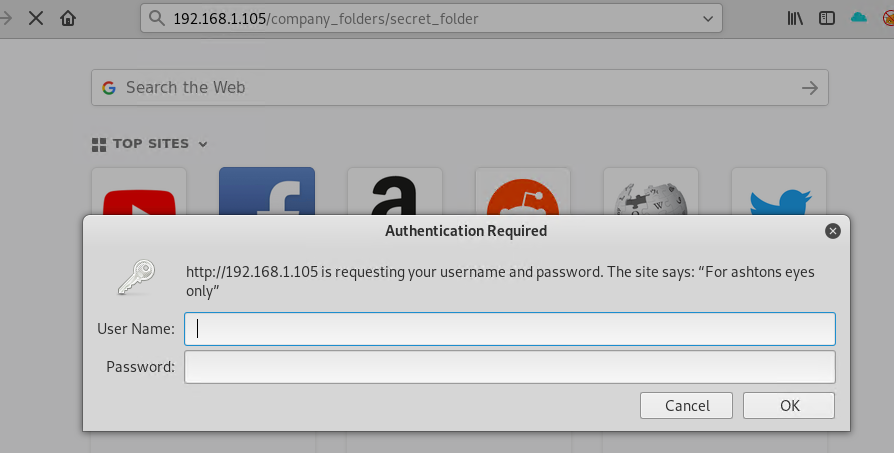 192.168.1.105/company_folders/secret_folder
G Search the Web
TOP SITES
f
a
W
Authentication Required
http://192.168.1.105 is requesting your username and password. The site says: “For ashtons eyes
only”
User Name:
Password:
Cancel
OK